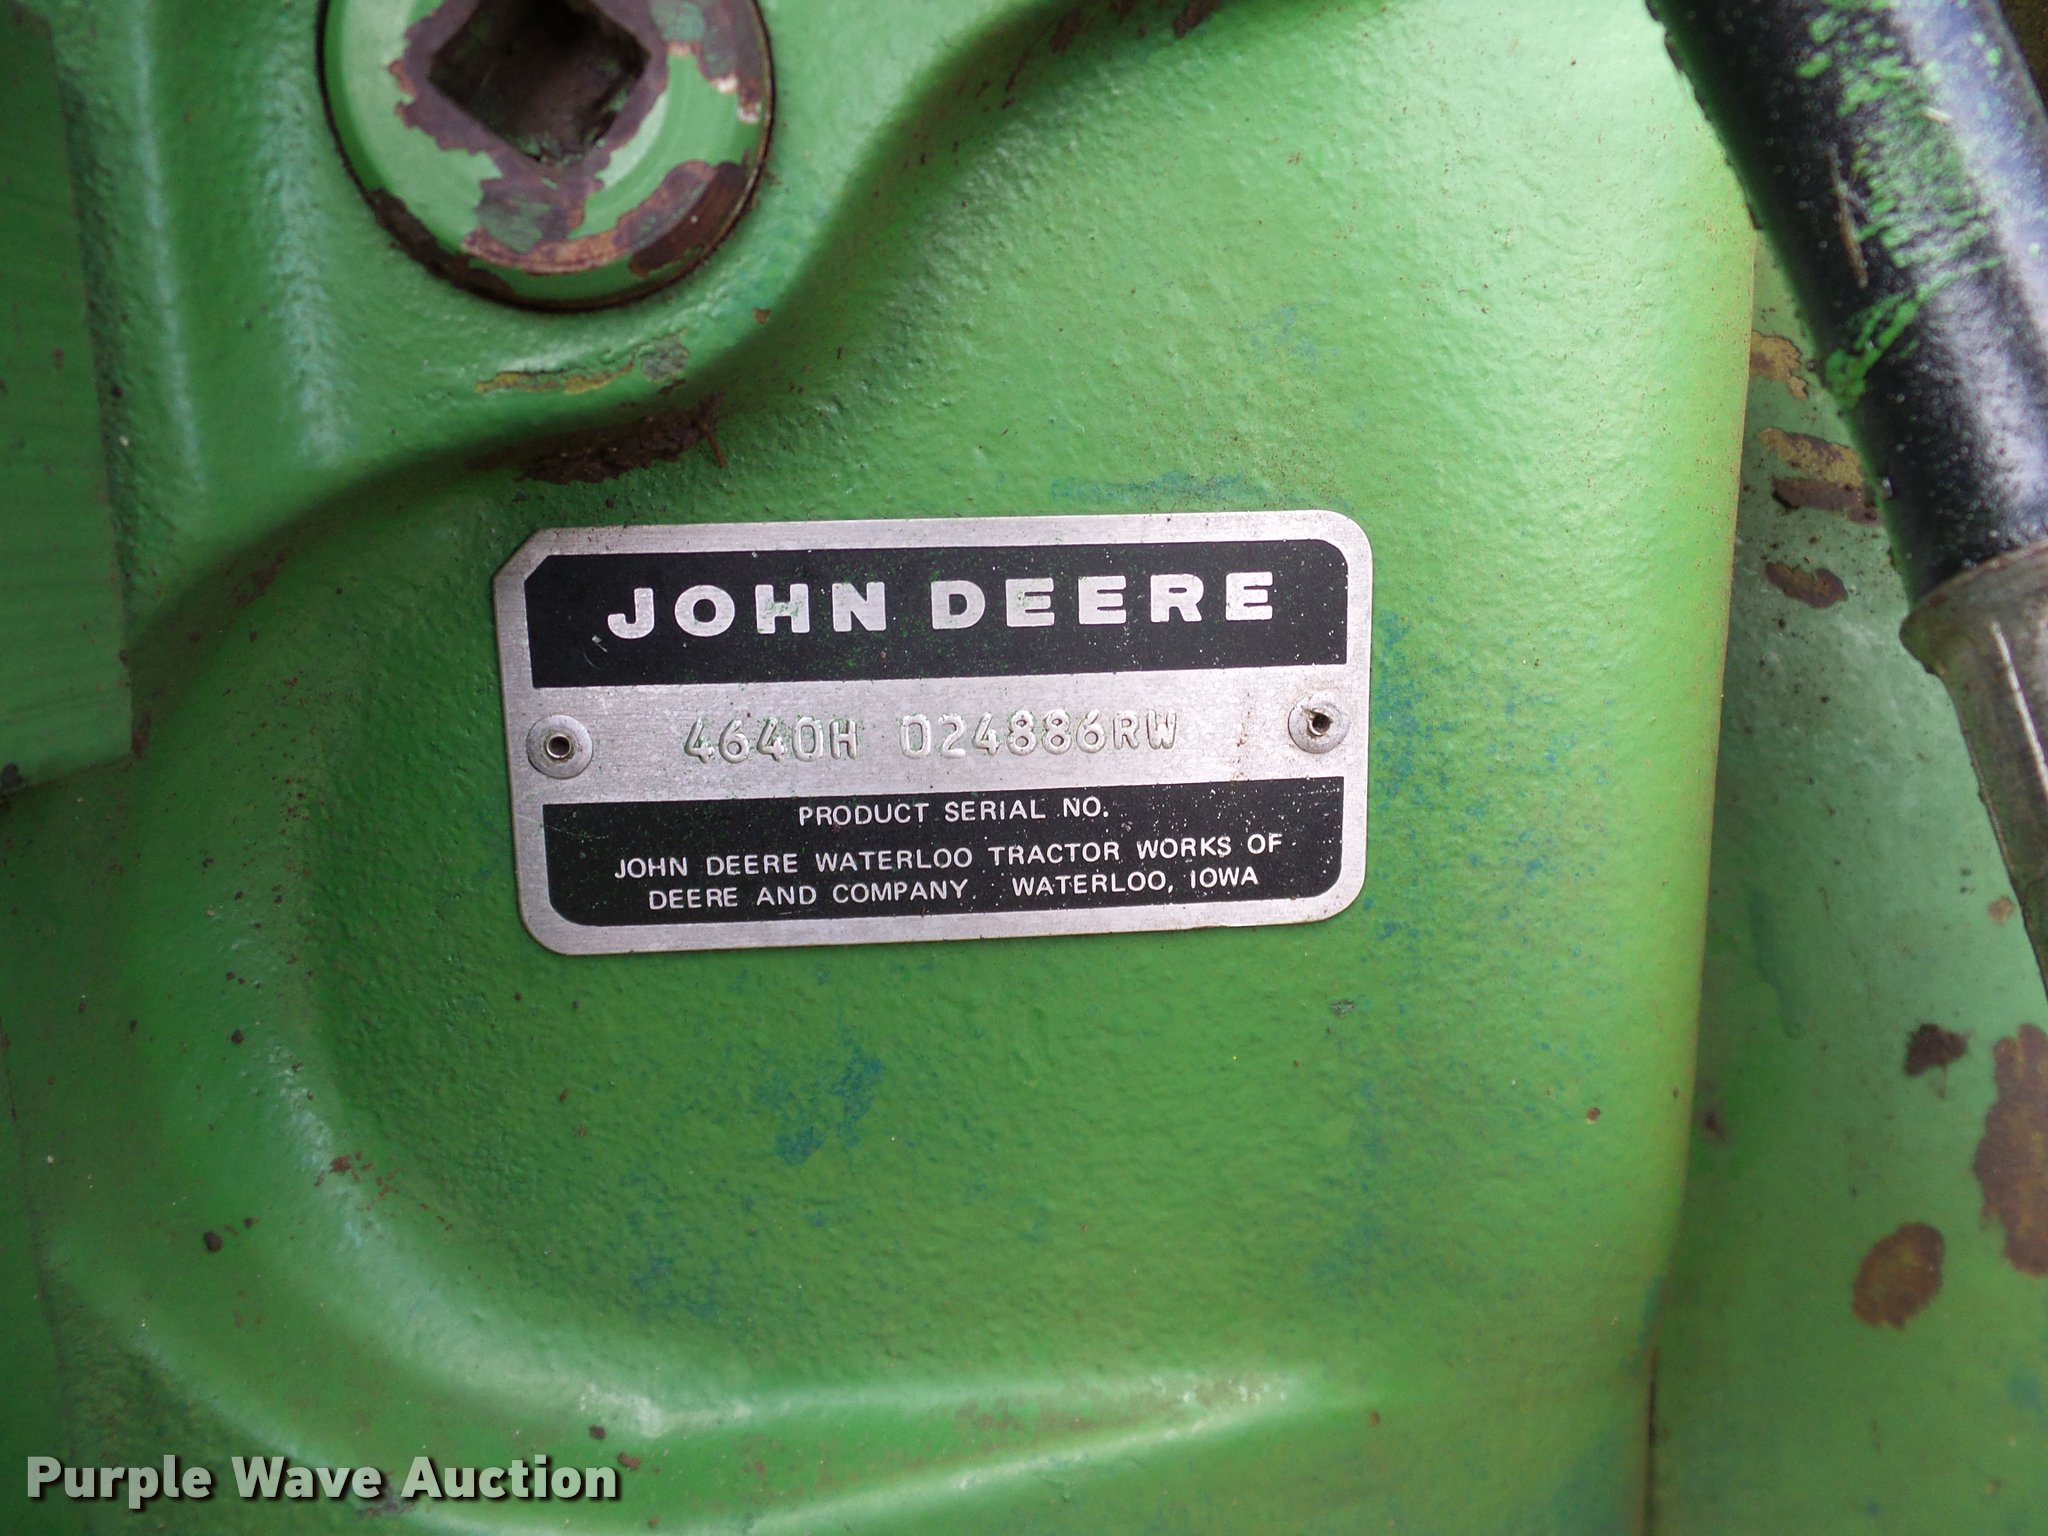 JOHN DEERE
4640H 024886RW
PRODUCT SERIAL NO.
JOHN DEERE WATERLOO TRACTOR WORKS OF
DEERE AND COMPANY. WATERLOO, IOWA
Purple Wave Auction